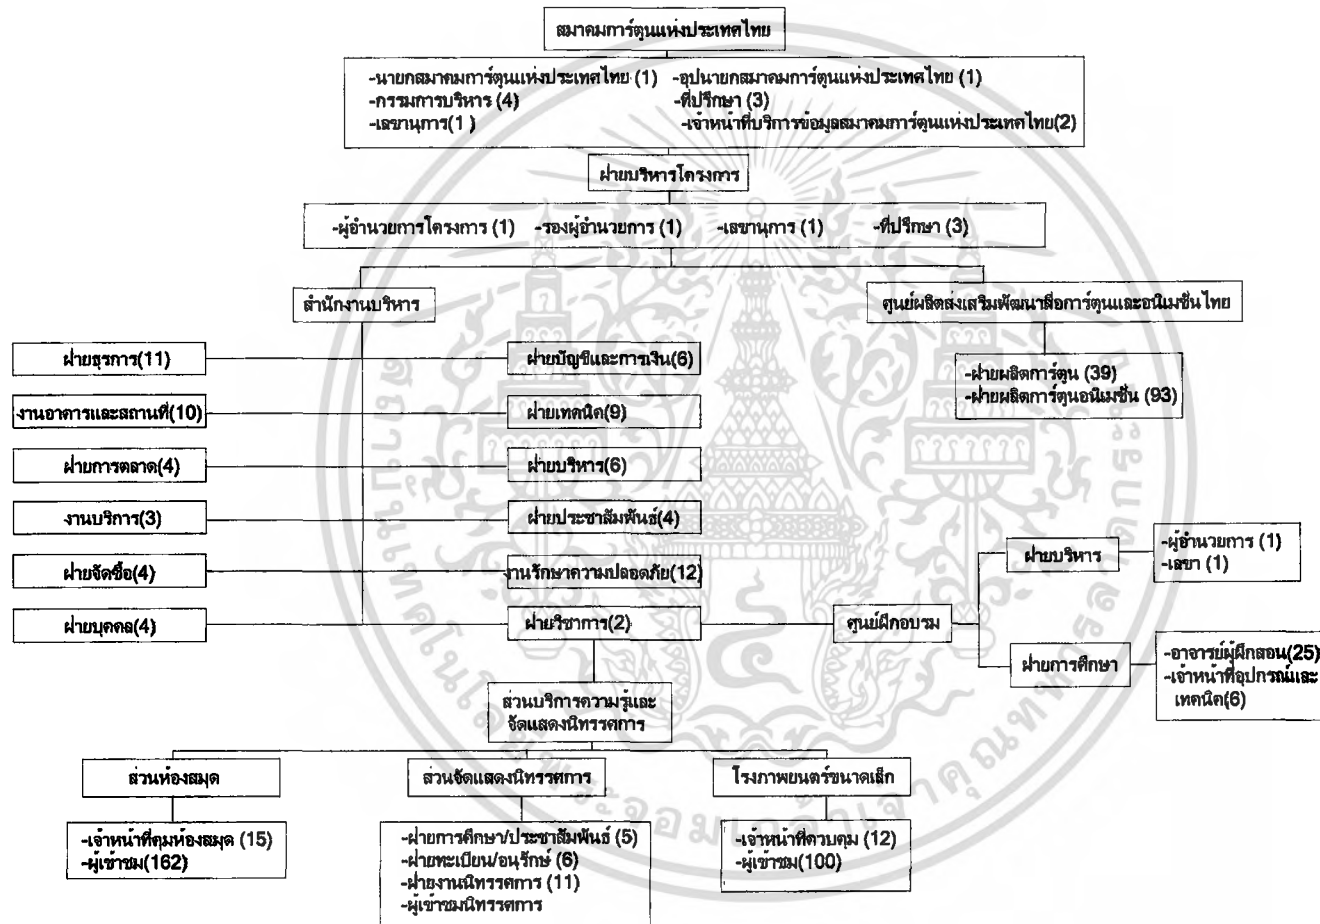 สมาคมการ์ตูนแห่งประเทศไทย
-นายกสมาคมการ์ตูนแห่งประเทศไทย (1) -อุปนายกสมาคมการ์ตูนแห่งประเทศไทย (1)
-กรรมการบริหาร (4) -ที่ปรึกษา (3)
-เลขานุการ(1 ) -เจ้าหน้าที่บริการข้อมูลสมาคมการ์ตูนแห่งประเทศไทย(2)
ฝ่ายบริหารโครงการ
-ผู้อำนวยการโครงการ (1) -รองผู้อำนวยการ (1) -เลขานุการ (1) -ที่ปรึกษา (3)
สำนักงานบริหาร
ศูนย์ผลิตส่งเสริมพัฒนาสื่อการ์ตูนและอนิเมชั่นไทย
ฝ่ายธุรการ(11)
ฝ่ายบัญชีและการเงิน(6)
-ฝ่ายผลิตการ์ตูน (39)
-ฝ่ายผลิตการ์ตูนอนิเมชั่น (93)
งานอาคารและสถานที่(10)
ฝ่ายเทคนิค(9)
ฝ่ายการตลาด(4)
ฝ่ายบริหาร(6)
งานบริการ(3)
ฝ่ายประชาสัมพันธ์(4)
ฝ่ายจัดซื้อ(4)
งานรักษาความปลอดภัย(12)
ฝ่ายบริหาร
-ผู้อำนวยการ (1)
-เลขา (1)
ฝ่ายบุคคล(4)
ฝ่ายวิชาการ(2)
ศูนย์ฝึกอบรม
ฝ่ายการศึกษา
-อาจารย์ผู้ฝึกสอน(25)
-เจ้าหน้าที่อุปกรณ์และ
เทคนิค(6)
ส่วนบริการความรู้และ
จัดแสดงนิทรรศการ
ส่วนห้องสมุด
ส่วนจัดแสดงนิทรรศการ
โรงภาพยนตร์ขนาดเล็ก
-เจ้าหน้าที่คุมห้องสมุด (15)
-ผู้เข้าชม(162)
-ฝ่ายการศึกษา/ประชาสัมพันธ์ (5)
-ฝ่ายทะเบียน/อนุรักษ์ (6)
-ฝ่ายงานนิทรรศการ (11)
-ผู้เข้าชมนิทรรศการ
-เจ้าหน้าที่ควบคุม (12)
-ผู้เข้าชม(100)